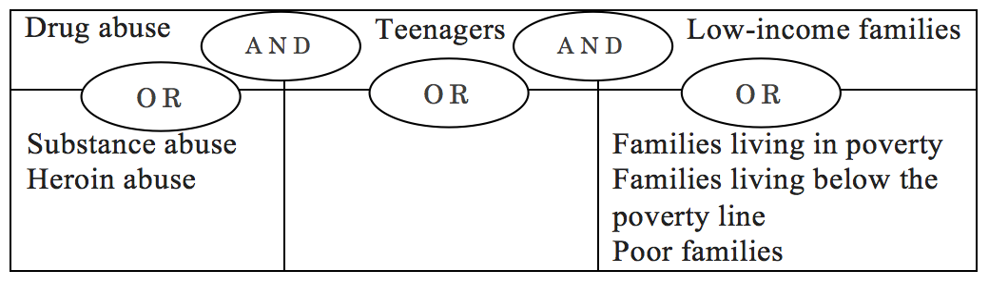 Drug abuse AND Teenagers AND Low-income families
OR OR OR
Substance abuse
Heroin abuse
Families living in poverty
Families living below the
poverty line
Poor families